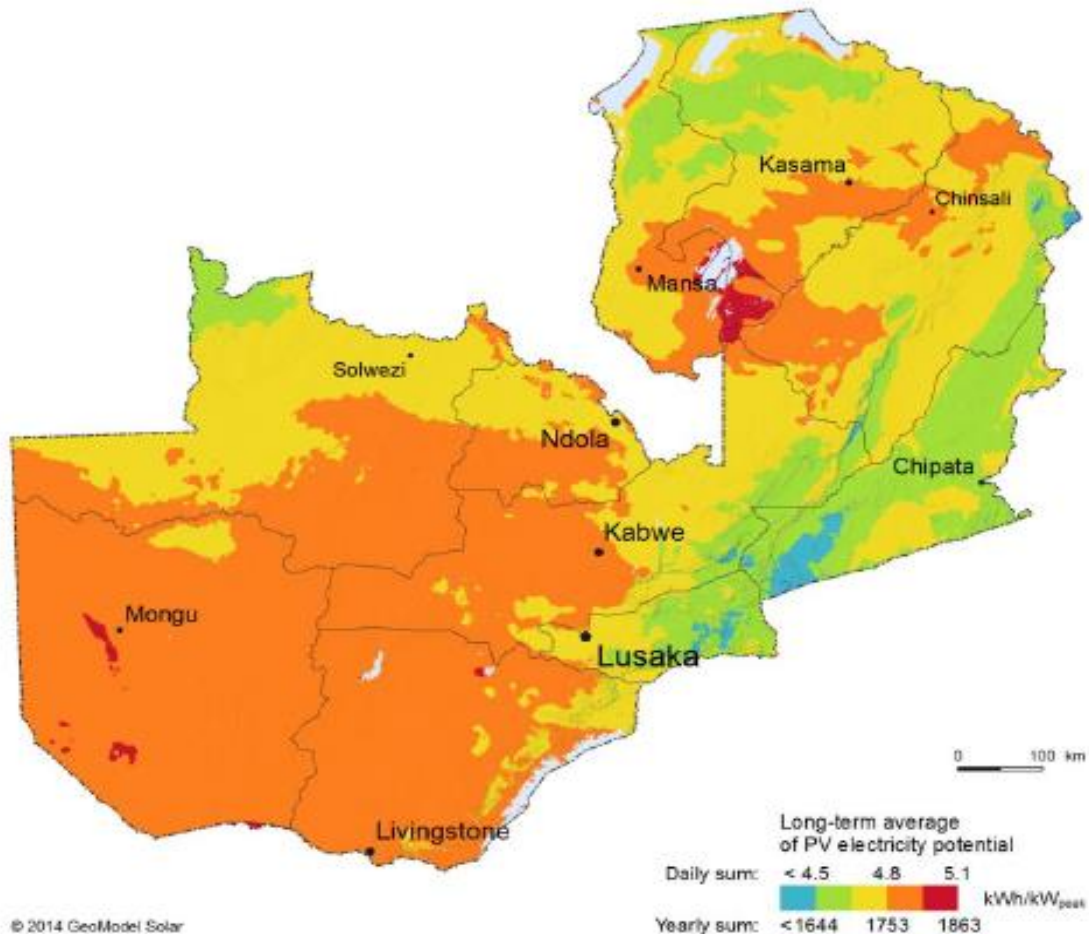 Kasama
Chinsali
Mansa
Solwezi
Ndola
Chipata
Kabwe
Mongu
Lusaka
0 100 km
Livingstone
Long-term average
of PV electricity potential
Daily sum: < 4.5 4.8 5.1
kWh/kWpeak
Yearly sum: <1644 1753 1863
© 2014 GeoModel Solar